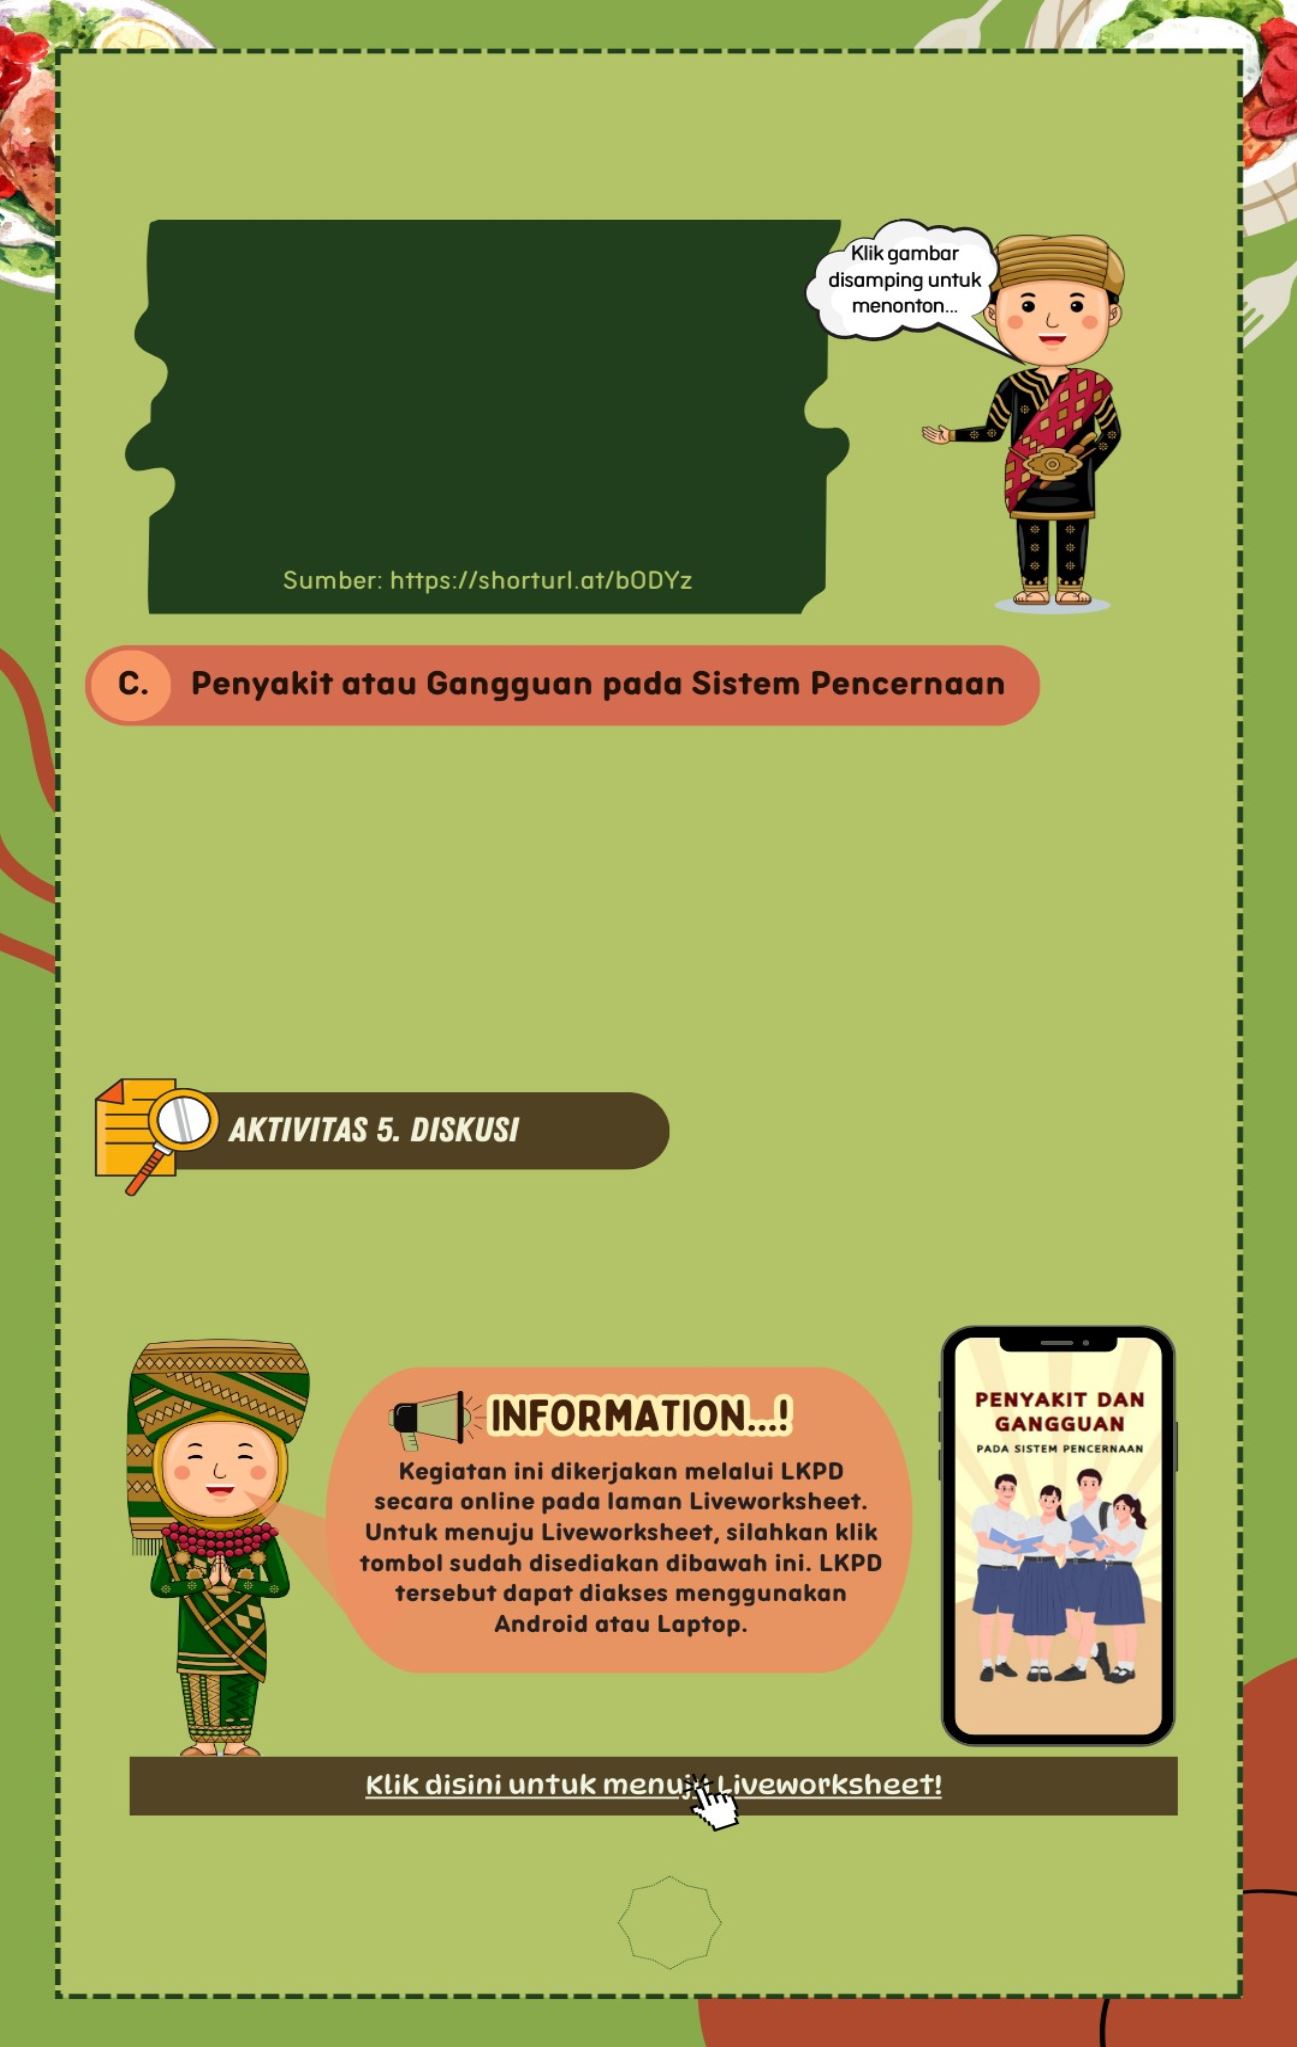 Klik gambar
disamping untuk
menonton...
Sumber: https://shorturl.at/bODYz
C. Penyakit atau Gangguan pada Sistem Pencernaan
AKTIVITAS 5. DISKUSI
INFORMATION...!
Kegiatan ini dikerjakan melalui LKPD
secara online pada laman Liveworksheet.
Untuk menuju Liveworksheet, silahkan klik
tombol sudah disediakan dibawah ini. LKPD
tersebut dapat diakses menggunakan
Android atau Laptop.
PENYAKIT DAN
GANGGUAN
PADA SISTEM PENCERNAAN
Klik disini untuk menuju Liveworksheet!